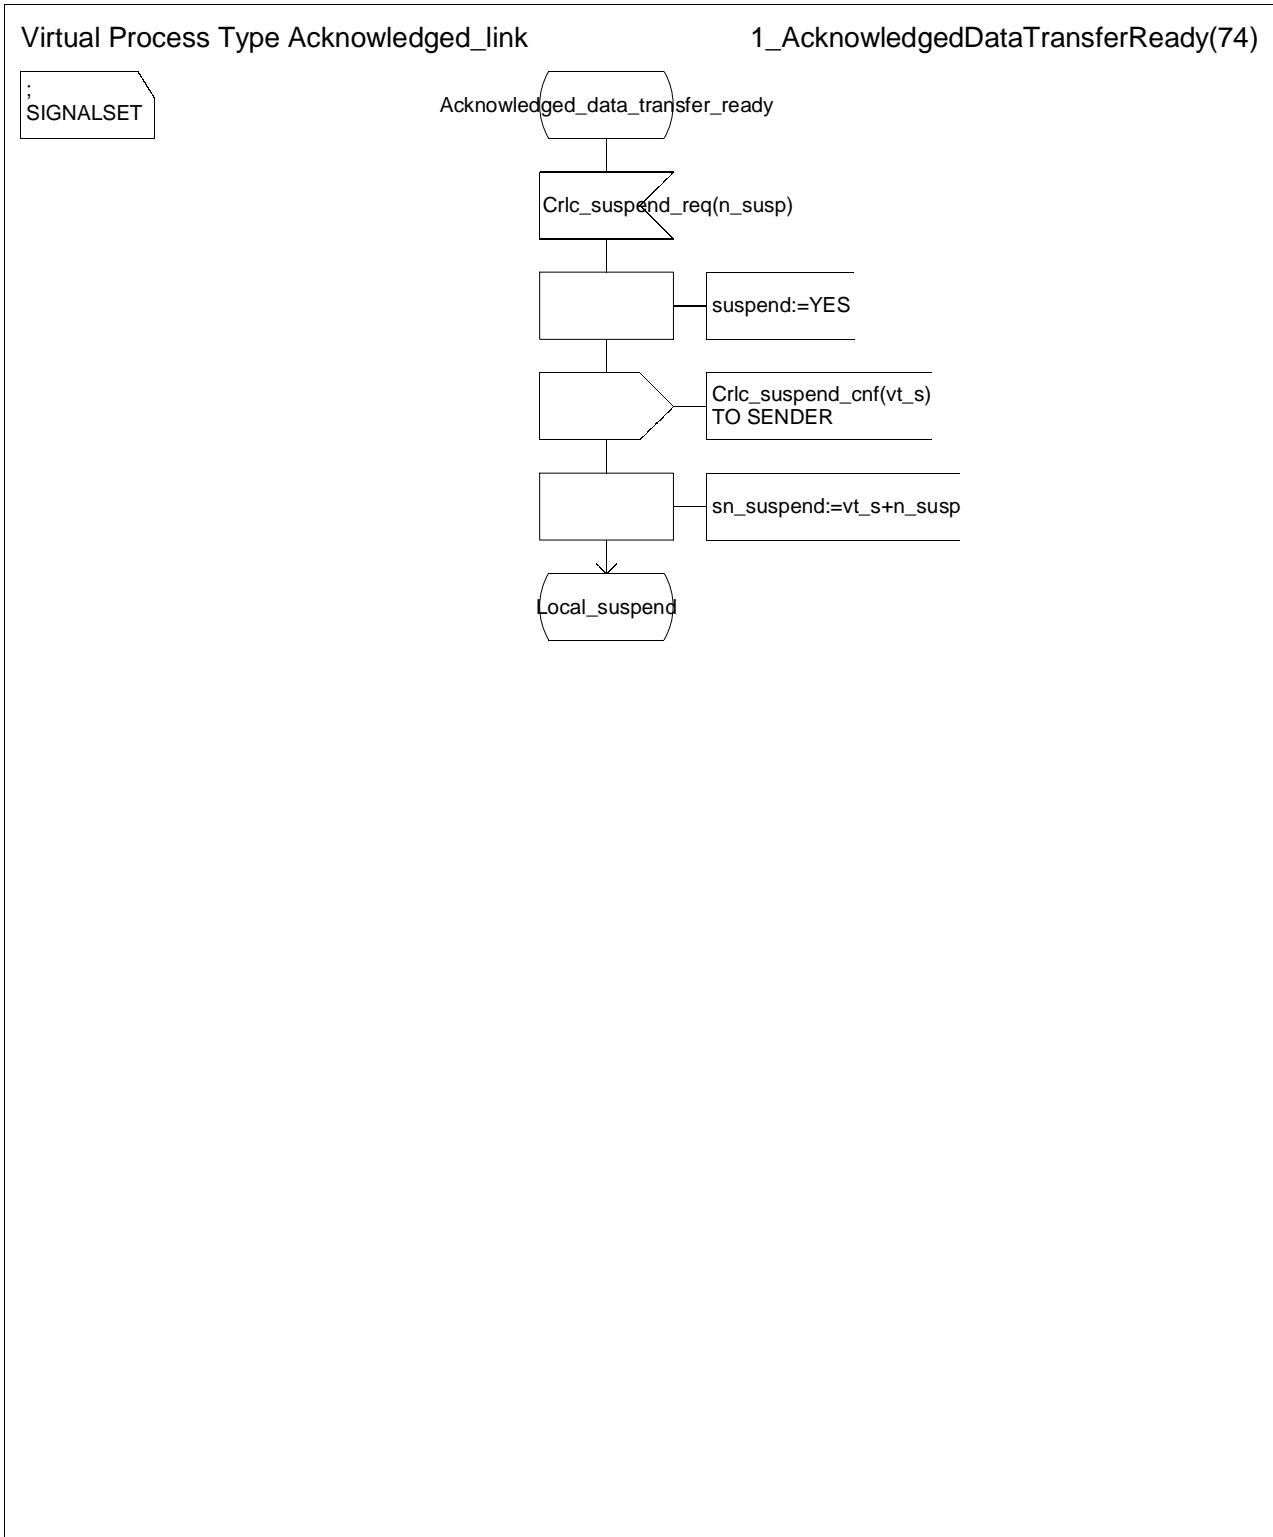 Virtual Process Type Acknowledged_link
1_AcknowledgedDataTransferReady(74)
;
SIGNALSET
Acknowledged_data_transfer_ready
Crlc_suspend_req(n_susp)
suspend:=YES
Crlc_suspend_cnf(vt_s)
TO SENDER
sn_suspend:=vt_s+n_susp
Local_suspend